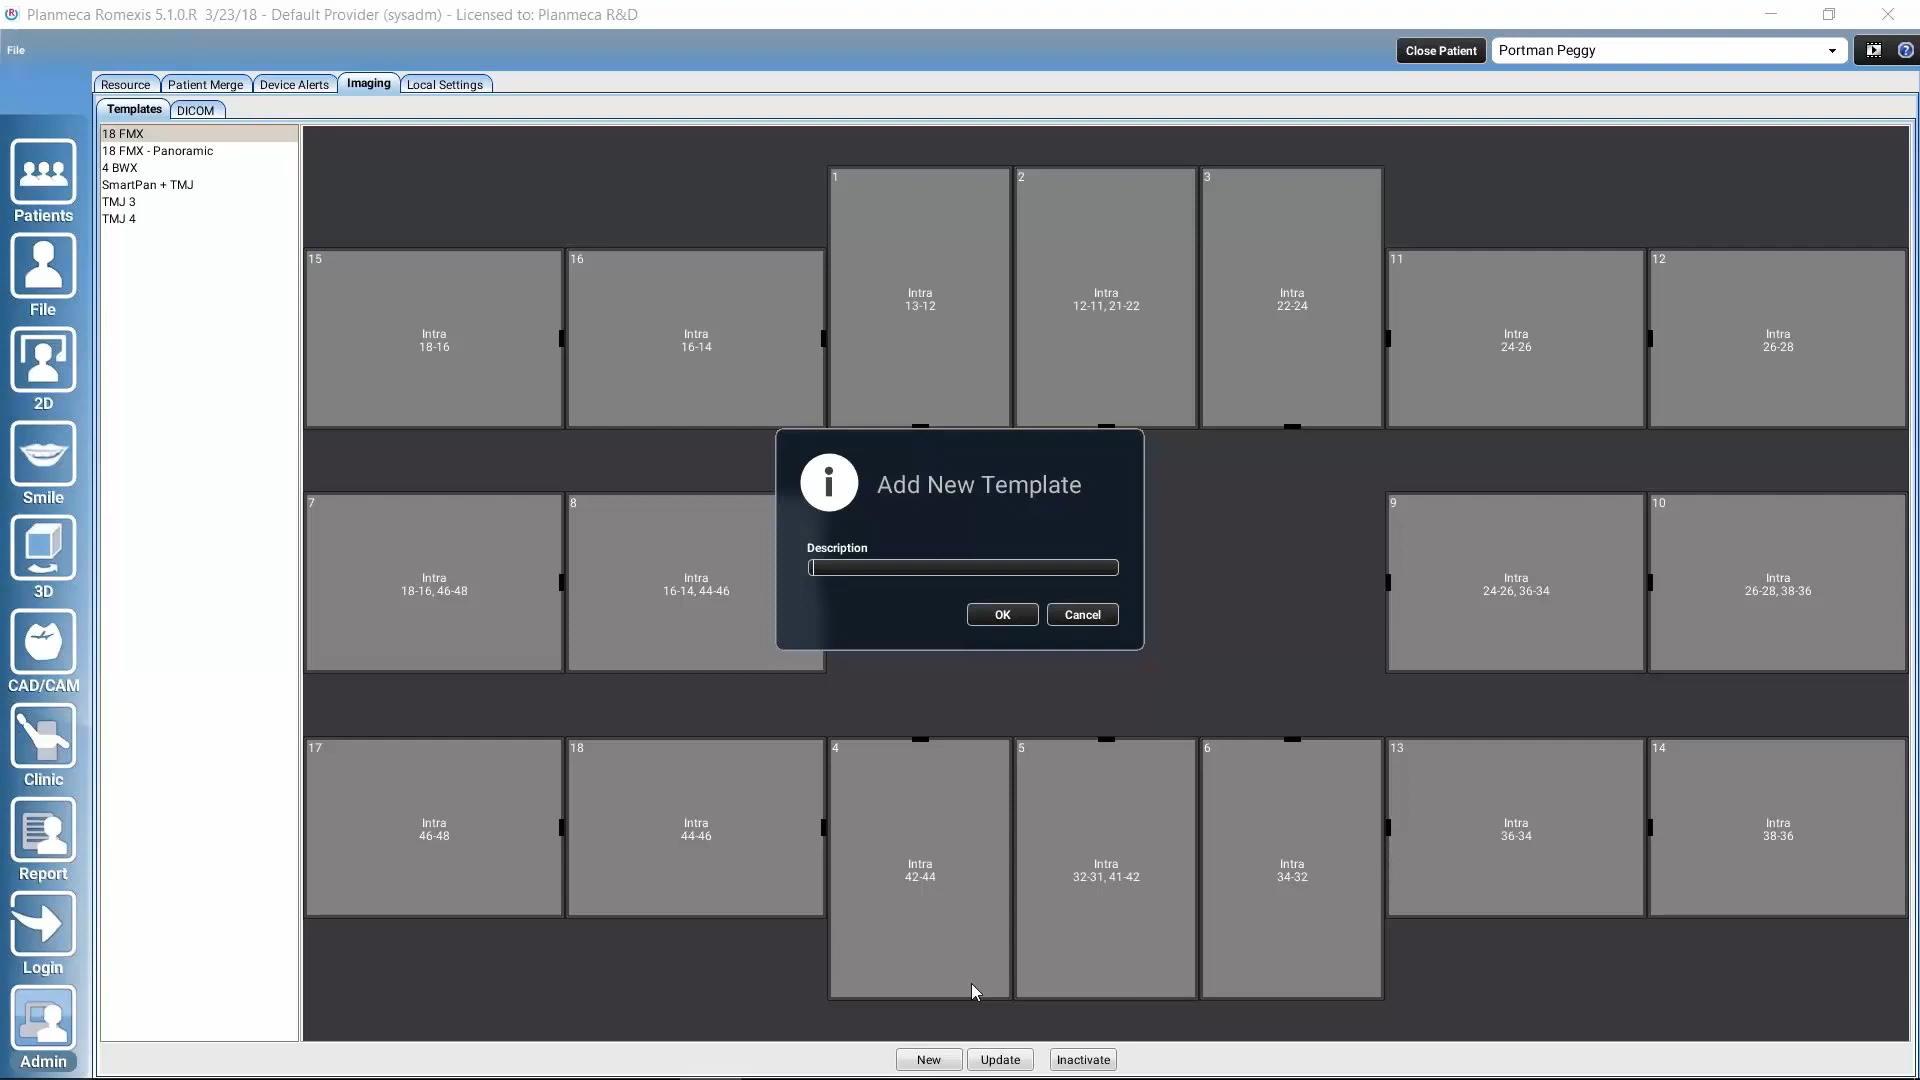 Planmeca Romexis 5.1.0.R 3/23/18 - Default Provider (sysadm) - Licensed to: Planmeca R&D
File
Close Patient
Portman Peggy
Resource
Patient Merge
Device Alerts
Imaging
Local Settings
Templates
DICOM
18 FMX
18 FMX - Panoramic
4 BWX
SmartPan + TMJ
TMJ 3
TMJ 4
Patients
File
2D
Smile
3D
CAD/CAM
Clinic
Report
Login
Admin
1
Intra
13-12
2
Intra
12-11, 21-22
3
Intra
22-24
15
Intra
18-16
16
Intra
16-14
11
Intra
24-26
12
Intra
26-28
7
Intra
18-16, 46-48
8
Intra
16-14, 44-46
Add New Template
Description
OK
Cancel
9
Intra
24-26, 36-34
10
Intra
26-28, 38-36
17
Intra
46-48
18
Intra
44-46
4
Intra
42-44
5
Intra
32-31, 41-42
6
Intra
34-32
13
Intra
36-34
14
Intra
38-36
New
Update
Inactivate